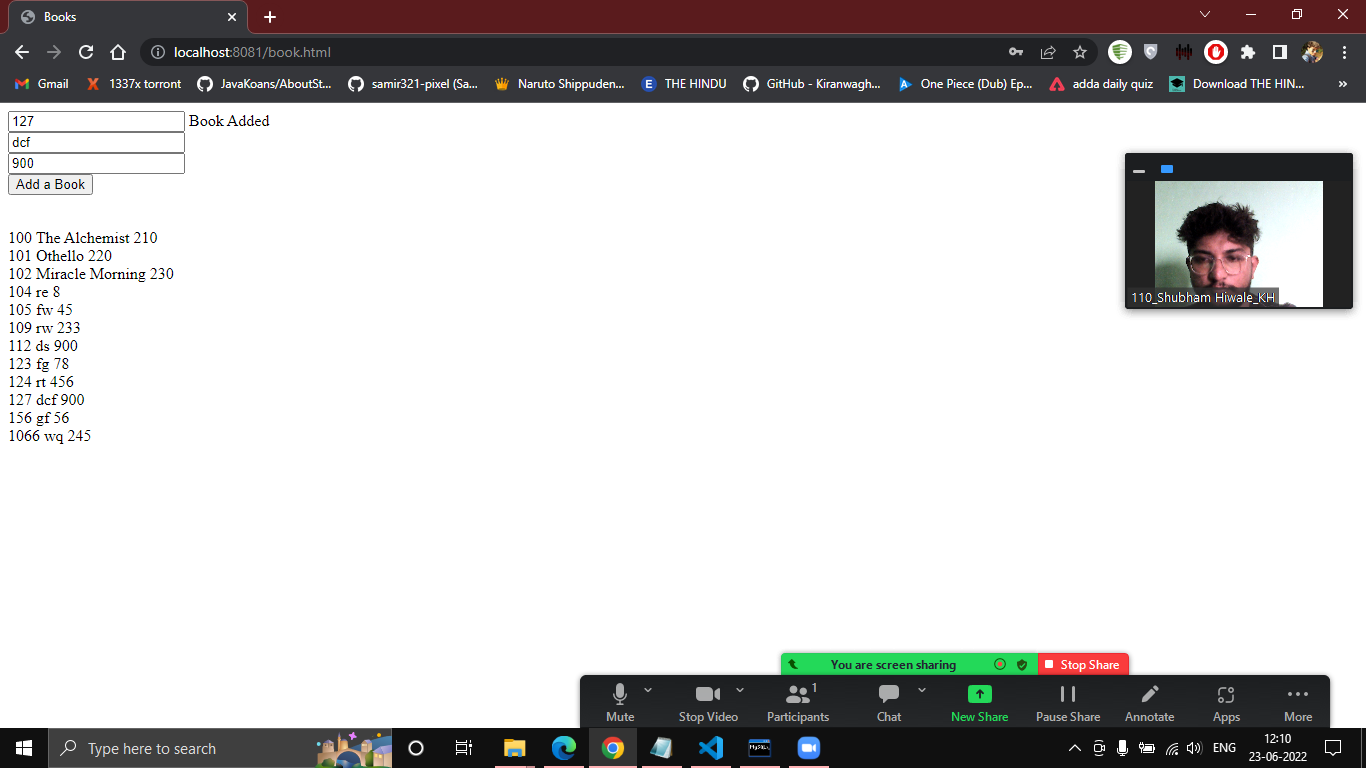 Books
localhost:8081/book.html
Gmail
1337x torront
JavaKoans/AboutSt...
samir321-pixel (Sa...
Naruto Shippuden...
THE HINDU
GitHub - Kiranwagh...
One Piece (Dub) Ep...
adda daily quiz
Download THE HIN...
»
127 Book Added
dcf
900
Add a Book
100 The Alchemist 210
101 Othello 220
102 Miracle Morning 230
104 re 8
105 fw 45
109 rw 233
112 ds 900
123 fg 78
124 rt 456
127 dcf 900
156 gf 56
1066 wq 245
110_Shubham Hiwale_KH
You are screen sharing
Stop Share
Mute
Stop Video
Participants 1
Chat
New Share
Pause Share
Annotate
Apps
More
Type here to search
MySQL
ENG
12:10
23-06-2022